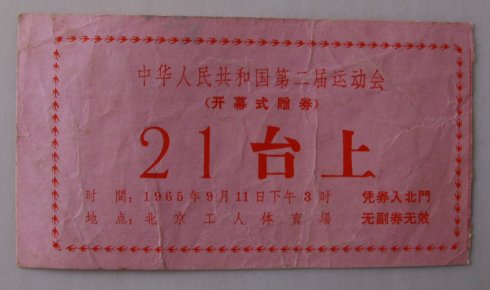 中华人民共和国第二届运动会
(开幕式赠券)
21台上
时 間: 1965年9月11日下午3时 凭券入北門
地点: 北京工人体育場 无副券无效